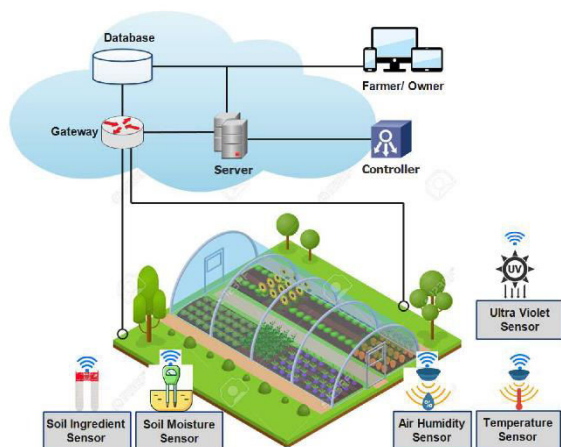 Database
Farmer/ Owner
Gateway
Server
Controller
UV
Ultra Violet
Sensor
Soil Ingredient
Sensor
Soil Moisture
Sensor
Air Humidity
Sensor
%
Temperature
Sensor